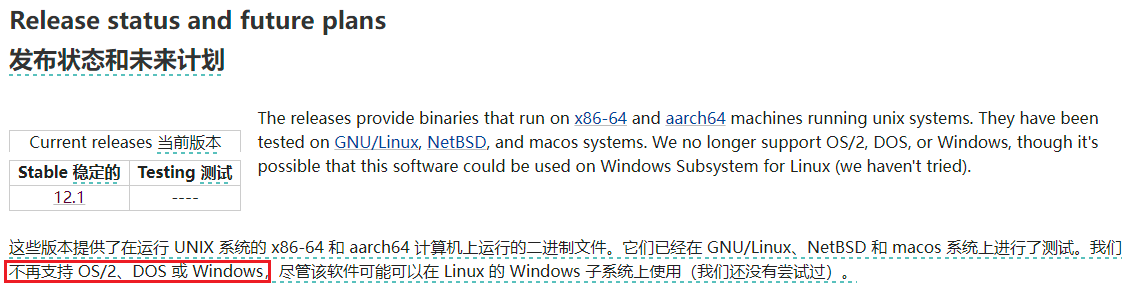 Release status and future plans
发布状态和未来计划
Current releases 当前版本
Stable 稳定的 Testing 测试
12.1 ----
The releases provide binaries that run on x86-64 and aarch64 machines running unix systems. They have been
tested on GNU/Linux, NetBSD, and macos systems. We no longer support OS/2, DOS, or Windows, though it's
possible that this software could be used on Windows Subsystem for Linux (we haven't tried).
这些版本提供了在运行 UNIX 系统的 x86-64 和 aarch64 计算机上运行的二进制文件。它们已经在 GNU/Linux、NetBSD 和 macos 系统上进行了测试。我们
不再支持 OS/2、DOS 或 Windows，尽管该软件可能可以在 Linux 的 Windows 子系统上使用（我们还没有尝试过）。